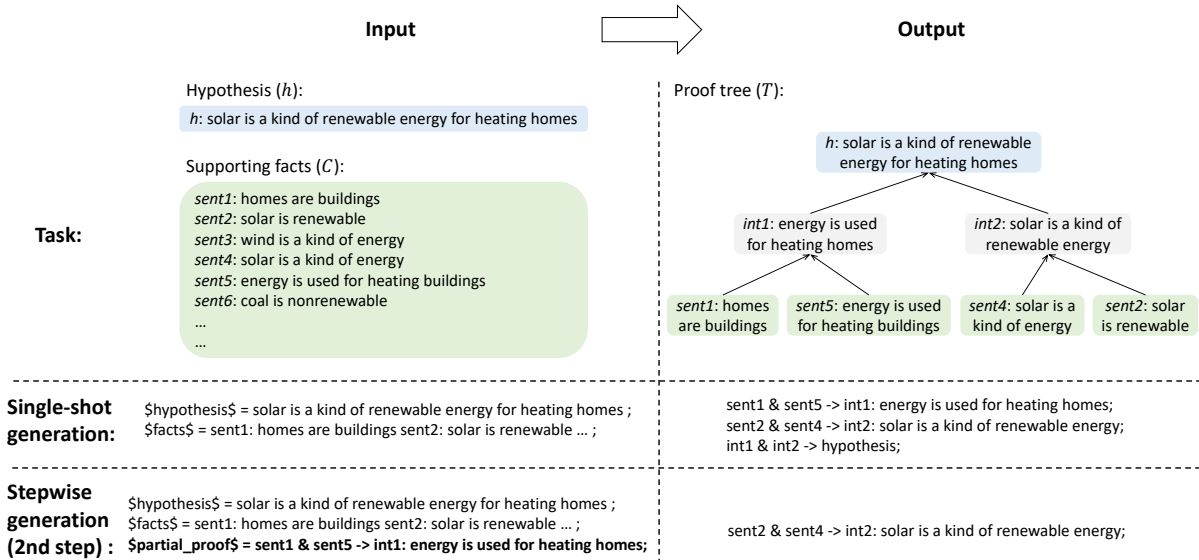 Input
Output
Task:
Hypothesis (h):
h: solar is a kind of renewable energy for heating homes
Supporting facts (C):
sent1: homes are buildings
sent2: solar is renewable
sent3: wind is a kind of energy
sent4: solar is a kind of energy
sent5: energy is used for heating buildings
sent6: coal is nonrenewable
...
...
Proof tree (T):
h: solar is a kind of renewable
energy for heating homes
int1: energy is used
for heating homes
int2: solar is a kind of
renewable energy
sent1: homes
are buildings
sent5: energy is used
for heating buildings
sent4: solar is a
kind of energy
sent2: solar
is renewable
Single-shot
generation:
$hypothesis$ = solar is a kind of renewable energy for heating homes ;
$facts$ = sent1: homes are buildings sent2: solar is renewable ... ;
sent1 & sent5 -> int1: energy is used for heating homes;
sent2 & sent4 -> int2: solar is a kind of renewable energy;
int1 & int2 -> hypothesis;
Stepwise
generation
(2nd step) :
$hypothesis$ = solar is a kind of renewable energy for heating homes ;
$facts$ = sent1: homes are buildings sent2: solar is renewable ... ;
$partial_proof$ = sent1 & sent5 -> int1: energy is used for heating homes;
sent2 & sent4 -> int2: solar is a kind of renewable energy;